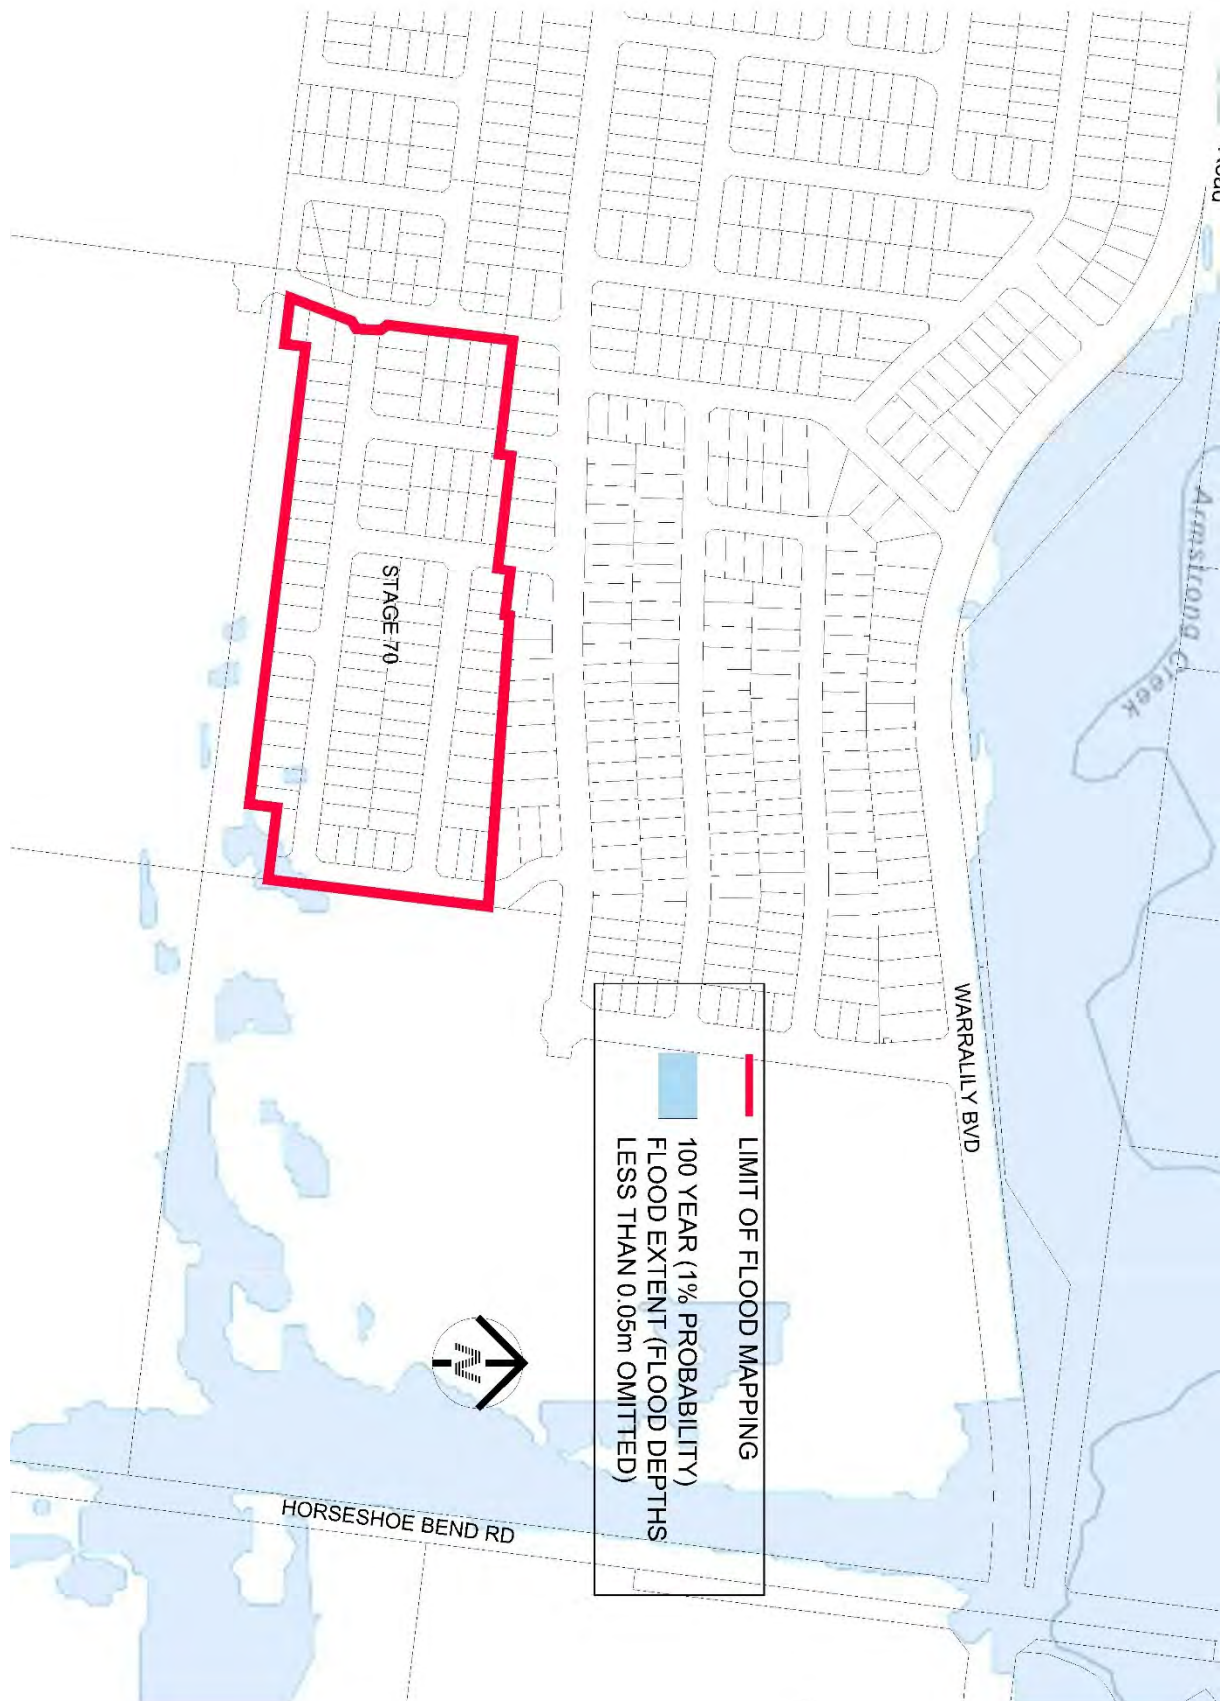 Armstrong Creek
STAGE 70
WARRALILY BVD
LIMIT OF FLOOD MAPPING
100 YEAR (1% PROBABILITY)
FLOOD EXTENT (FLOOD DEPTHS
LESS THAN 0.05m OMITTED)
N
HORSESHOE BEND RD